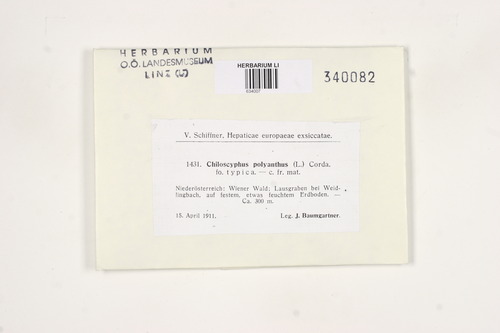 HERBARIUM
O.Ö. LANDESMUSEUM
LINZ (LI)
HERBARIUM LI
340082
V. Schiffner, Hepaticae europaeae exsiccatae.
1431. Chiloscyphus polyanthus (L.) Corda.
fo. typica. — c. fr. mat.
Niederösterreich: Wiener Wald; Lausgraben bei Weid-
lingbach, auf festem, etwas feuchtem Erdboden. —
Ca. 300 m.
15. April 1911.
Leg. J. Baumgartner.